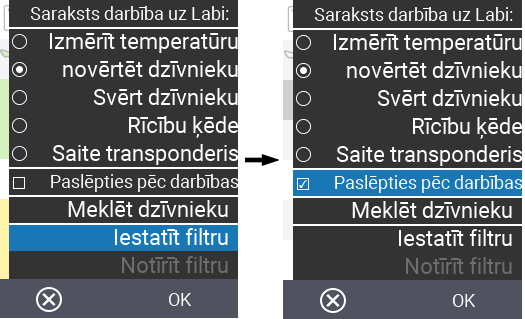 Saraksts darbība uz Labi:
Izmērīt temperatūru
novērtēt dzīvnieku
Svērt dzīvnieku
Rīcību ķēde
Saite transponderis
Paslēpties pēc darbības
Meklēt dzīvnieku
Iestatīt filtru
Notīrīt filtru
OK
Saraksts darbība uz Labi:
Izmērīt temperatūru
novērtēt dzīvnieku
Svērt dzīvnieku
Rīcību ķēde
Saite transponderis
Paslēpties pēc darbības
Meklēt dzīvnieku
Iestatīt filtru
Notīrīt filtru
OK